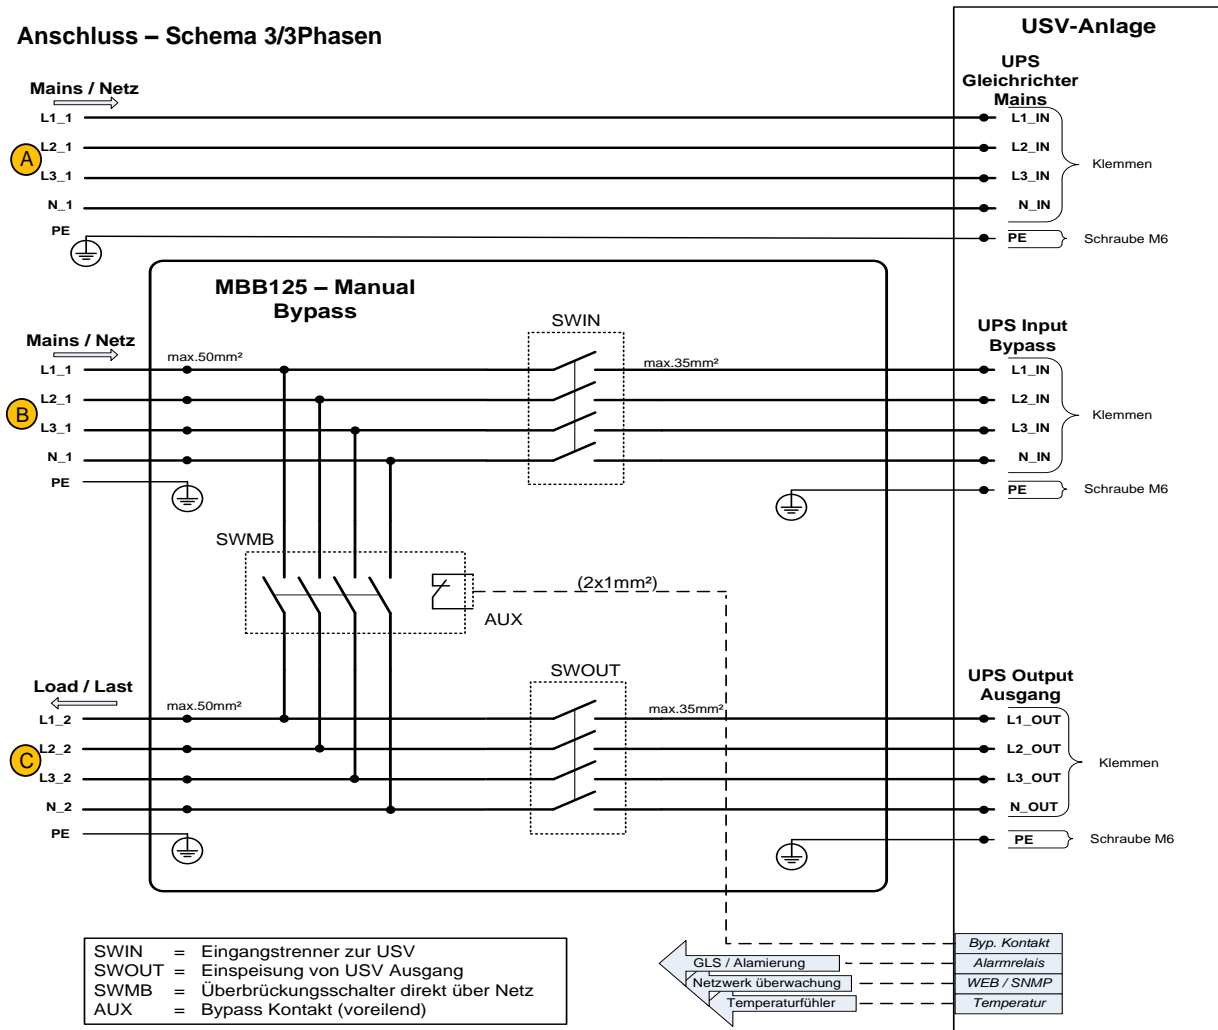 Anschluss – Schema 3/3Phasen
USV-Anlage
UPS
Gleichrichter
Mains
Mains / Netz
L1_1
L1_IN
A
L2_1
L2_IN
Klemmen
L3_1
L3_IN
N_1
N_IN
PE
PE
Schraube M6
MBB125 – Manual
Bypass
SWIN
UPS Input
Bypass
Mains / Netz
max.50mm²
max.35mm²
L1_1
L1_IN
B
L2_1
L2_IN
Klemmen
L3_1
L3_IN
N_1
N_IN
PE
PE
Schraube M6
SWMB
(2x1mm²)
AUX
SWOUT
UPS Output
Ausgang
Load / Last
max.50mm²
max.35mm²
L1_2
L1_OUT
C
L2_2
L2_OUT
Klemmen
L3_2
L3_OUT
N_2
N_OUT
PE
PE
Schraube M6
SWIN = Eingangstrenner zur USV
SWOUT = Einspeisung von USV Ausgang
SWMB = Überbrückungsschalter direkt über Netz
AUX = Bypass Kontakt (voreilend)
Byp. Kontakt
GLS / Alamierung
Alarmrelais
Netzwerk überwachung
WEB / SNMP
Temperaturfühler
Temperatur